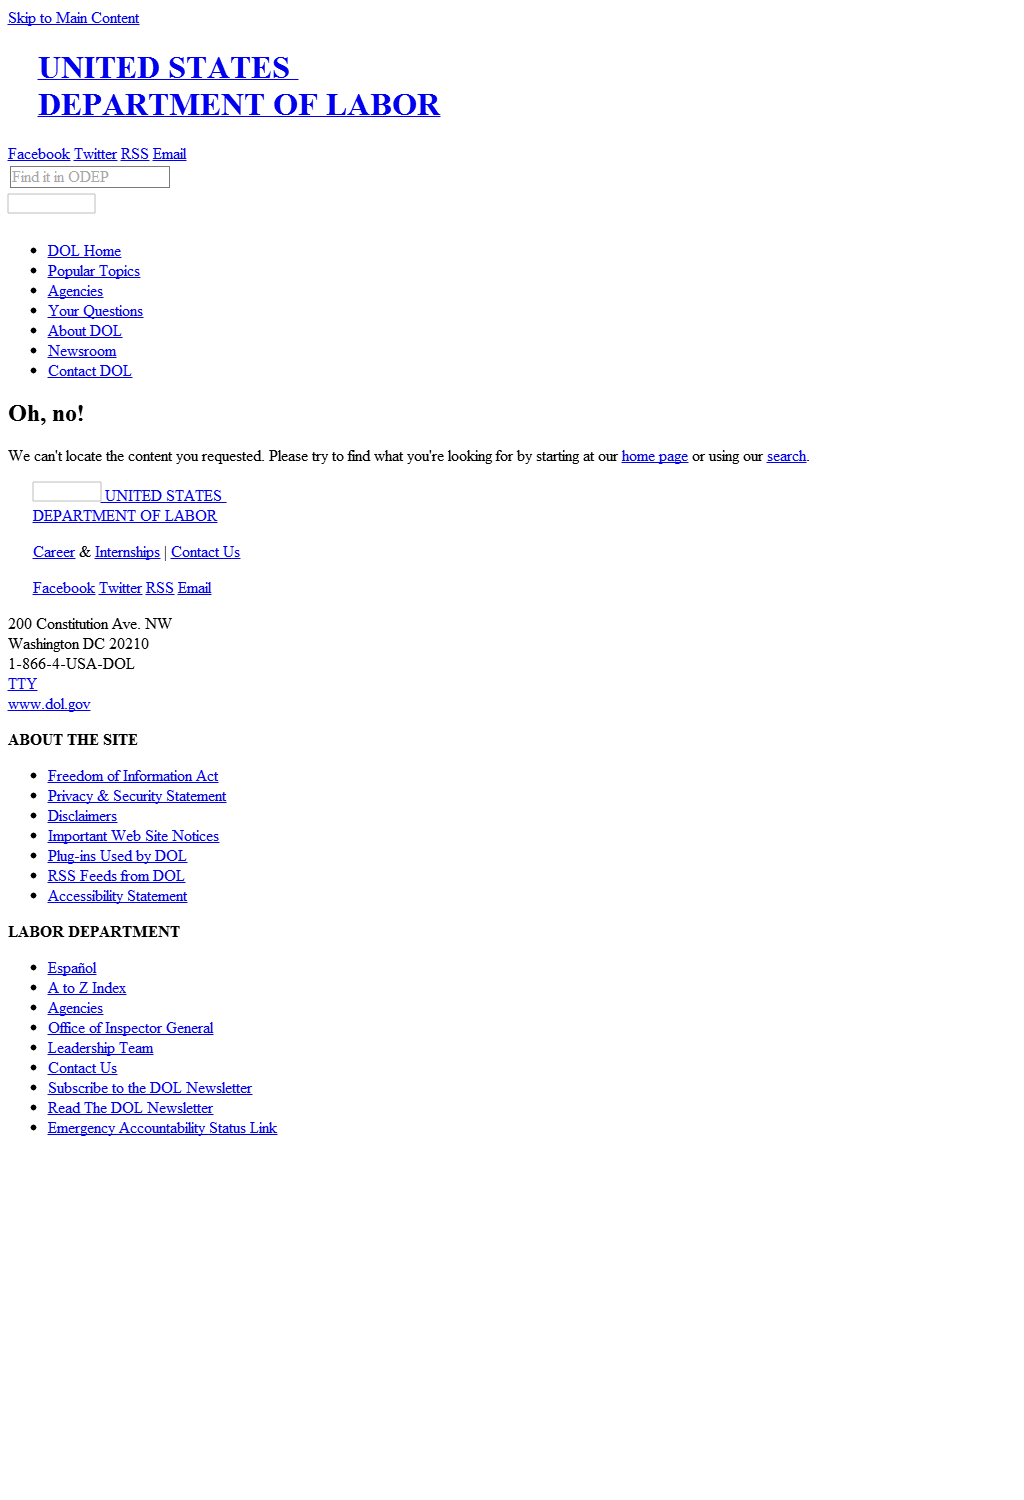 Skip to Main Content
UNITED STATES
DEPARTMENT OF LABOR
Facebook Twitter RSS Email
Find it in ODEP
DOL Home
Popular Topics
Agencies
Your Questions
About DOL
Newsroom
Contact DOL
Oh, no!
We can't locate the content you requested. Please try to find what you're looking for by starting at our home page or using our search.
UNITED STATES
DEPARTMENT OF LABOR
Career & Internships | Contact Us
Facebook Twitter RSS Email
200 Constitution Ave. NW
Washington DC 20210
1-866-4-USA-DOL
TTY
www.dol.gov
ABOUT THE SITE
Freedom of Information Act
Privacy & Security Statement
Disclaimers
Important Web Site Notices
Plug-ins Used by DOL
RSS Feeds from DOL
Accessibility Statement
LABOR DEPARTMENT
Español
A to Z Index
Agencies
Office of Inspector General
Leadership Team
Contact Us
Subscribe to the DOL Newsletter
Read The DOL Newsletter
Emergency Accountability Status Link